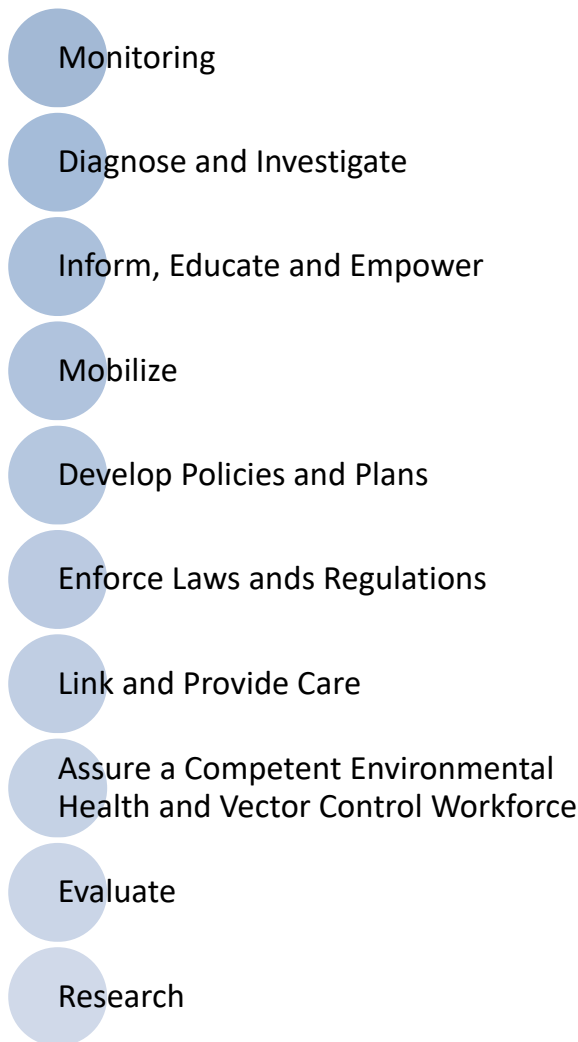 Monitoring
Diagnose and Investigate
Inform, Educate and Empower
Mobilize
Develop Policies and Plans
Enforce Laws ands Regulations
Link and Provide Care
Assure a Competent Environmental
Health and Vector Control Workforce
Evaluate
Research